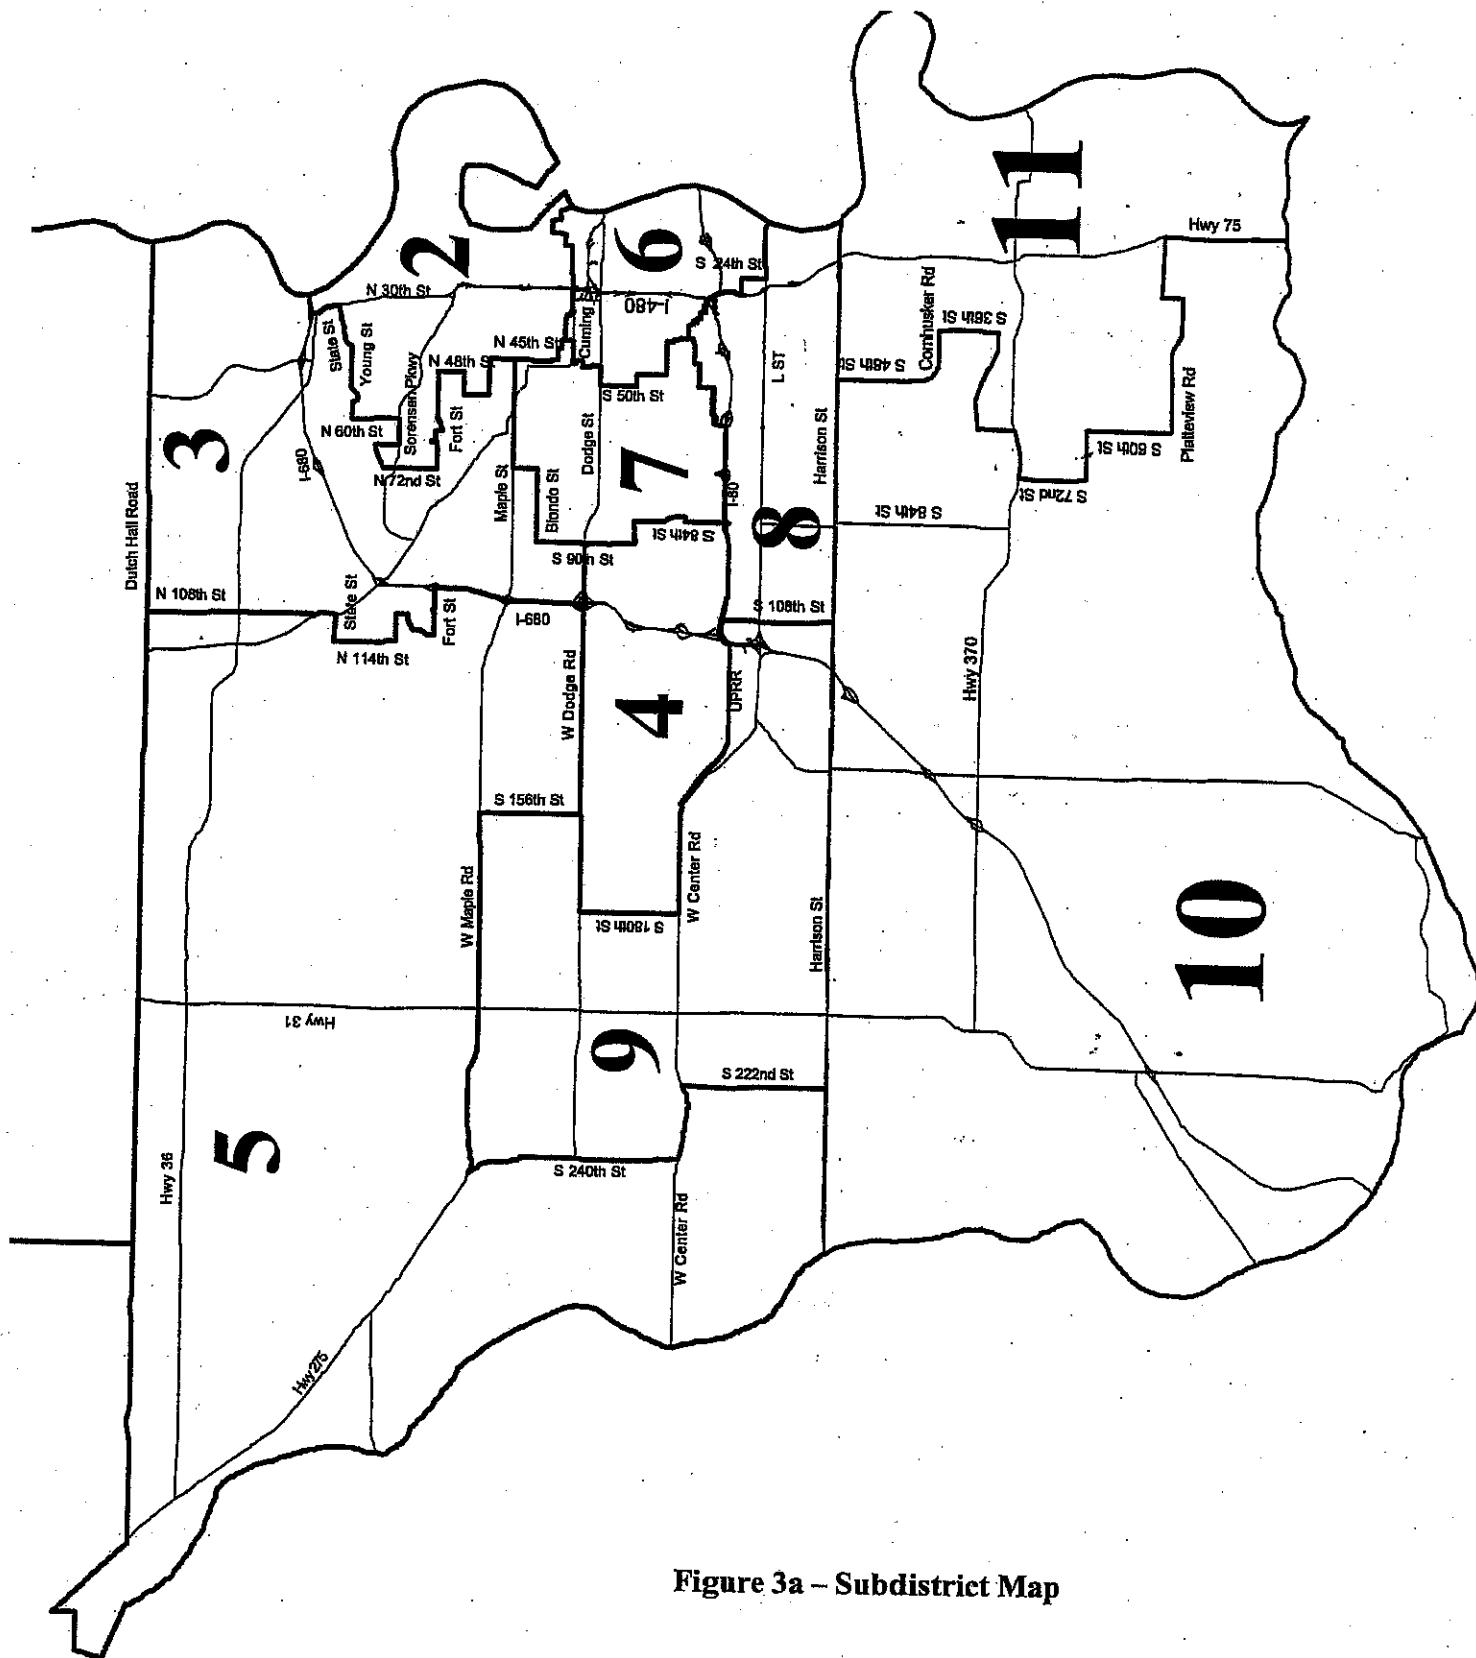 11
Hwy 75
2
6
S 24th St
N 30th St
I-480
State St
Young St
N 45th St
Cuming St
N 48th St
Sorensen Pkwy
S 36th St
Cornhusker Rd
S 48th St
L ST
S 50th St
Platteview Rd
N 60th St
Fort St
Dodge St
3
I-680
7
Harrison St
S 60th St
N 72nd St
Maple St
Blondo St
I-80
S 72nd St
Dutch Hall Road
S 84th St
8
S 84th St
S 90th St
N 108th St
State St
Fort St
I-680
S 108th St
N 114th St
W Dodge Rd
4
UPRR
Hwy 370
S 156th St
W Maple Rd
W Center Rd
S 180th St
Harrison St
10
Hwy 31
9
S 222nd St
5
Hwy 36
S 240th St
W Center Rd
Hwy 275
Figure 3a – Subdistrict Map